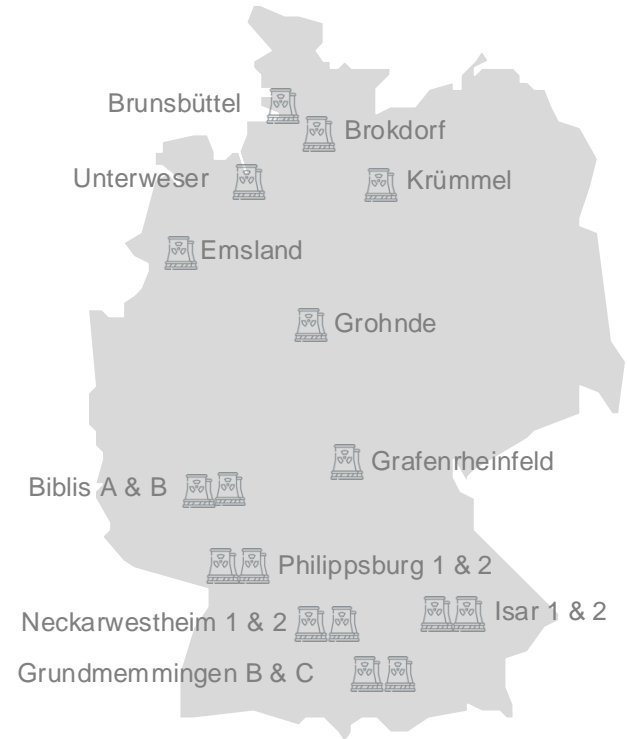 Brunsbüttel
Brokdorf
Unterweser
Krümmel
Emsland
Grohnde
Grafenrheinfeld
Biblis A & B
Philippsburg 1 & 2
Isar 1 & 2
Neckarwestheim 1 & 2
Grundmemmingen B & C